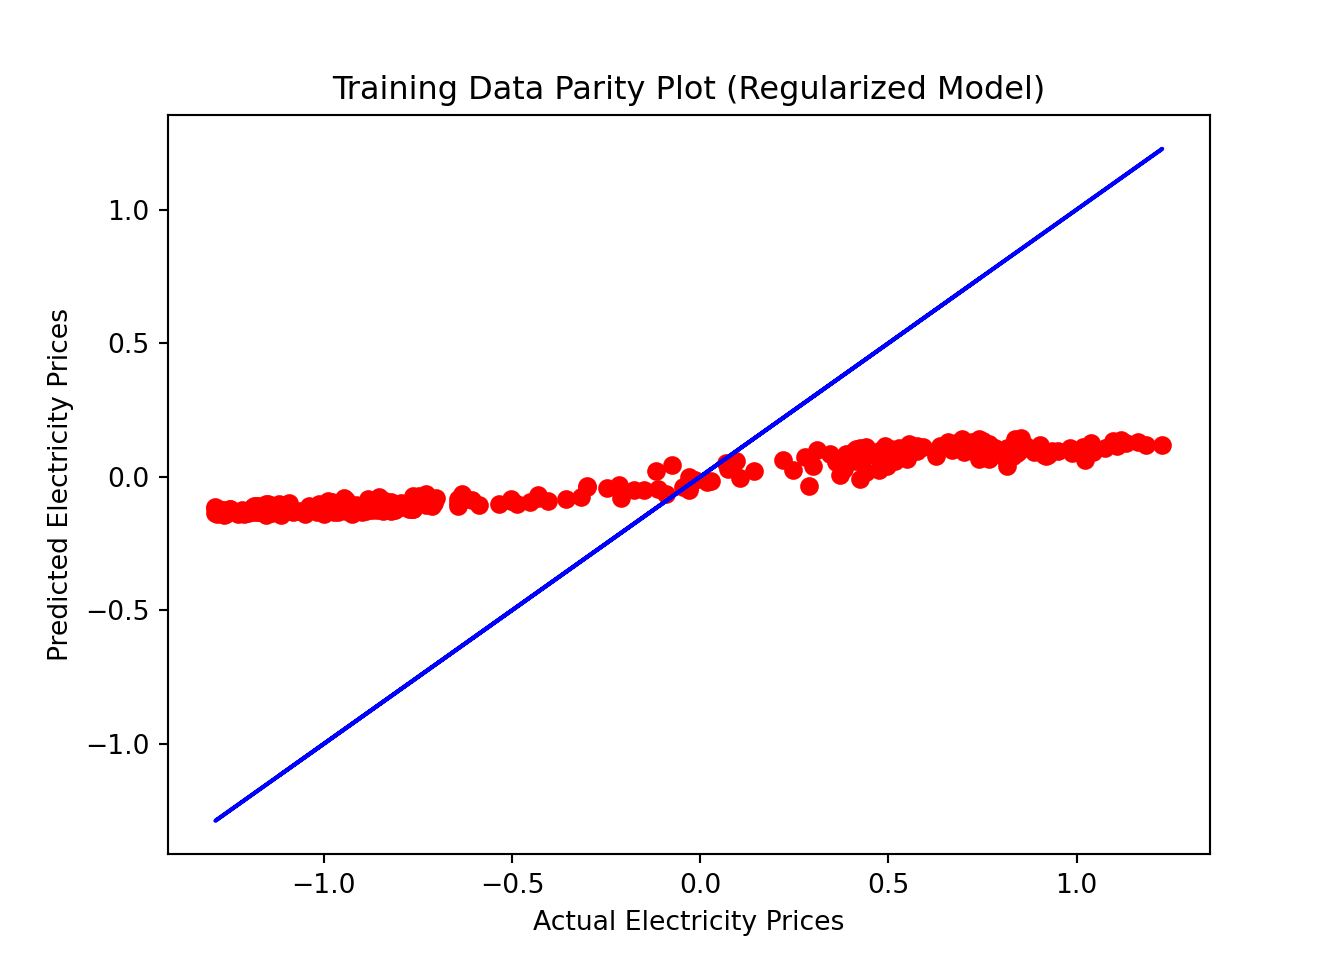 Training Data Parity Plot (Regularized Model)
1.0
0.5
0.0
−0.5
−1.0
Predicted Electricity Prices
−1.0 −0.5 0.0 0.5 1.0
Actual Electricity Prices